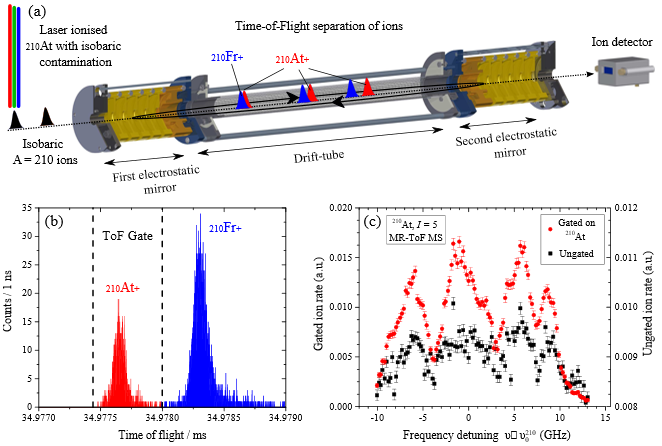 (a)
Time-of-Flight separation of ions
Laser ionised
210At with isobaric
contamination
Ion detector
210Fr+
210At+
Isobaric
A = 210 ions
First electrostatic
mirror
Drift-tube
Second electrostatic
mirror
(b)
ToF Gate
210Fr+
210At+
Counts / 1 ns
35
30
25
20
15
10
5
0
34.9770 34.9775 34.9780 34.9785 34.9790
Time of flight / ms
(c)
210At, I = 5
MR-ToF MS
Gated on
210At
Ungated
Gated ion rate (a.u.)
0.020
0.015
0.010
0.005
0.000
-10 -5 0 5 10 15
Frequency detuning υ▯ υ₀²¹⁰ (GHz)
0.012
0.011
0.010
0.009
0.008
Ungated ion rate (a.u.)